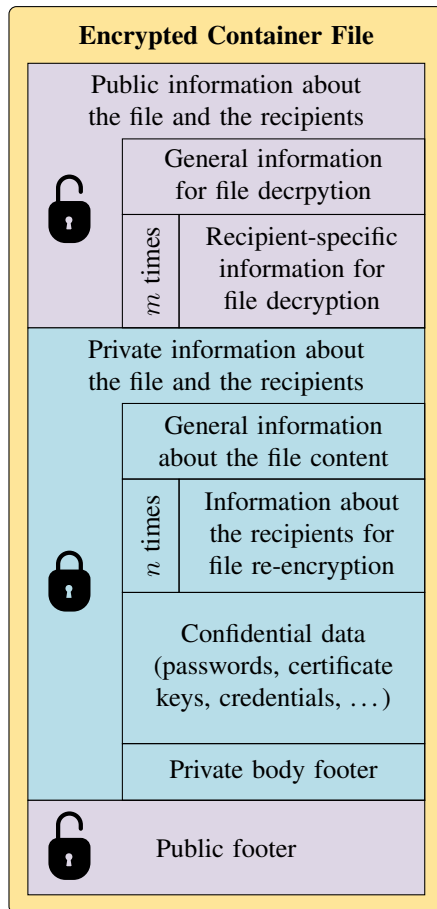 Encrypted Container File
Public information about
the file and the recipients
General information
for file decrpytion
m times
Recipient-specific
information for
file decryption
Private information about
the file and the recipients
General information
about the file content
n times
Information about
the recipients for
file re-encryption
Confidential data
(passwords, certificate
keys, credentials, ...)
Private body footer
Public footer